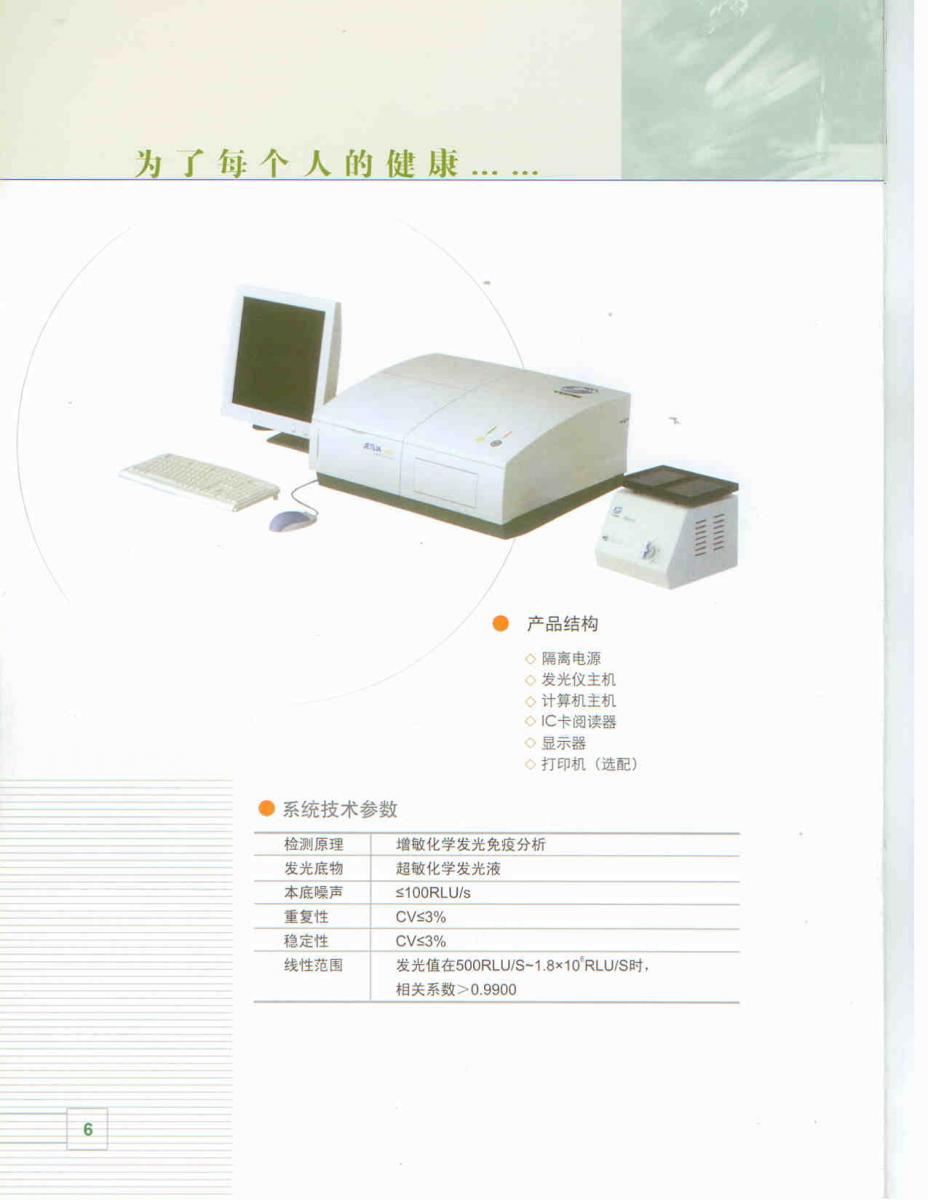 为了每个人的健康……
产品结构
◇ 隔离电源
◇ 发光仪主机
◇ 计算机主机
◇ IC卡阅读器
◇ 显示器
◇ 打印机（选配）
系统技术参数
检测原理 增敏化学发光免疫分析
发光底物 超敏化学发光液
本底噪声 ≤100RLU/s
重复性 CV≤3%
稳定性 CV≤3%
线性范围 发光值在500RLU/S~1.8×10⁶RLU/S时，
相关系数＞0.9900
6